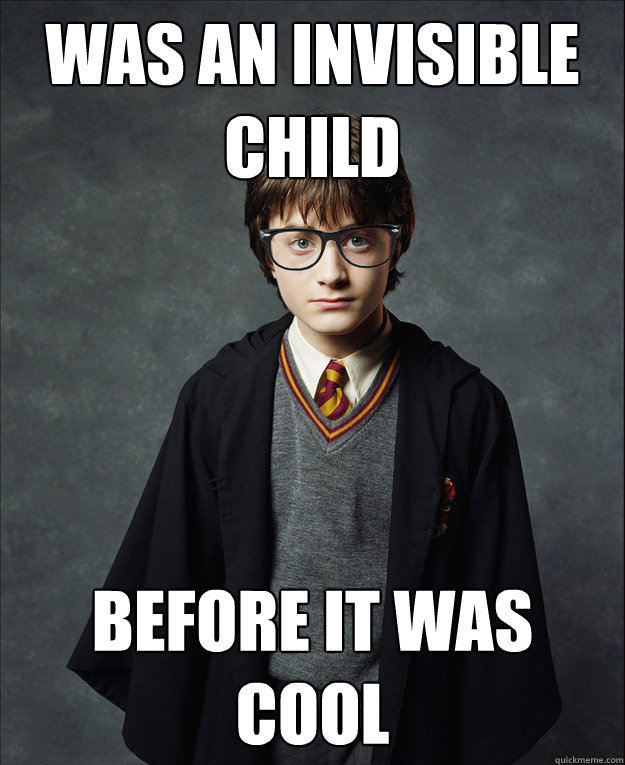 WAS AN INVISIBLE
CHILD
BEFORE IT WAS
COOL
quickmeme.com